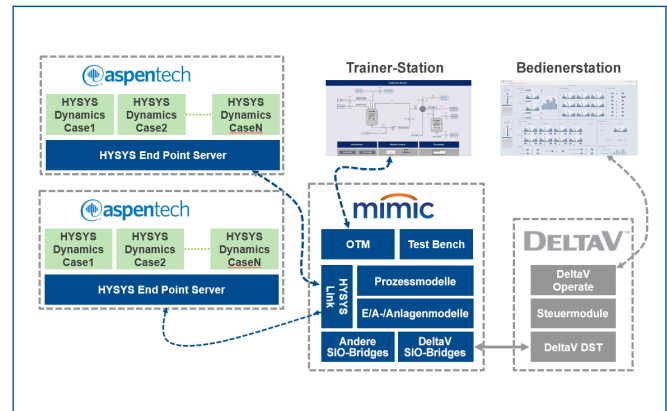 aspentech
HYSYS
Dynamics
Case1
HYSYS
Dynamics
Case2
HYSYS
Dynamics
CaseN
HYSYS End Point Server
aspentech
HYSYS
Dynamics
Case1
HYSYS
Dynamics
Case2
HYSYS
Dynamics
CaseN
HYSYS End Point Server
Trainer-Station
Bedienerstation
mimic
OTM
Test Bench
HYSYS
Link
Prozessmodelle
E/A-/Anlagenmodelle
Andere
SIO-Bridges
DeltaV
SIO-Bridges
DELTAV™
DeltaV
Operate
Steuermodule
DeltaV DST